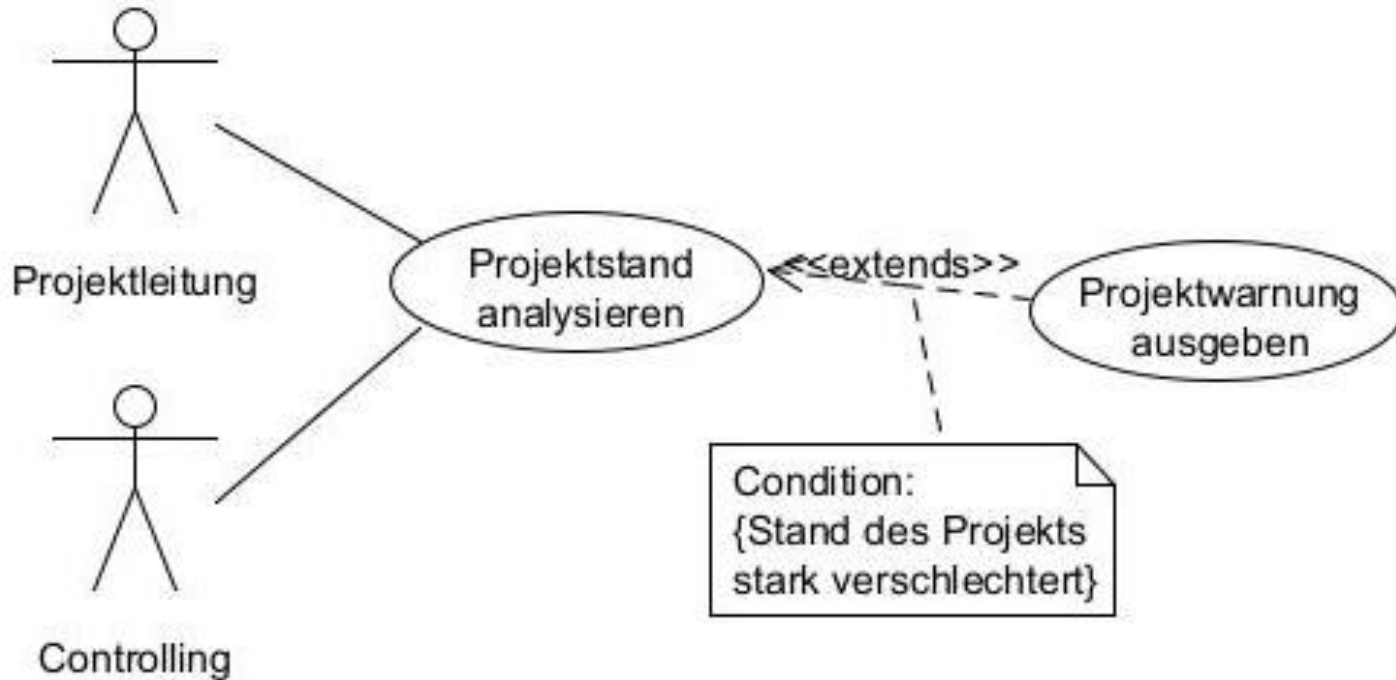 Projektleitung
Projektstand
analysieren
<<extends>>
Projektwarnung
ausgeben
Condition:
{Stand des Projekts
stark verschlechtert}
Controlling